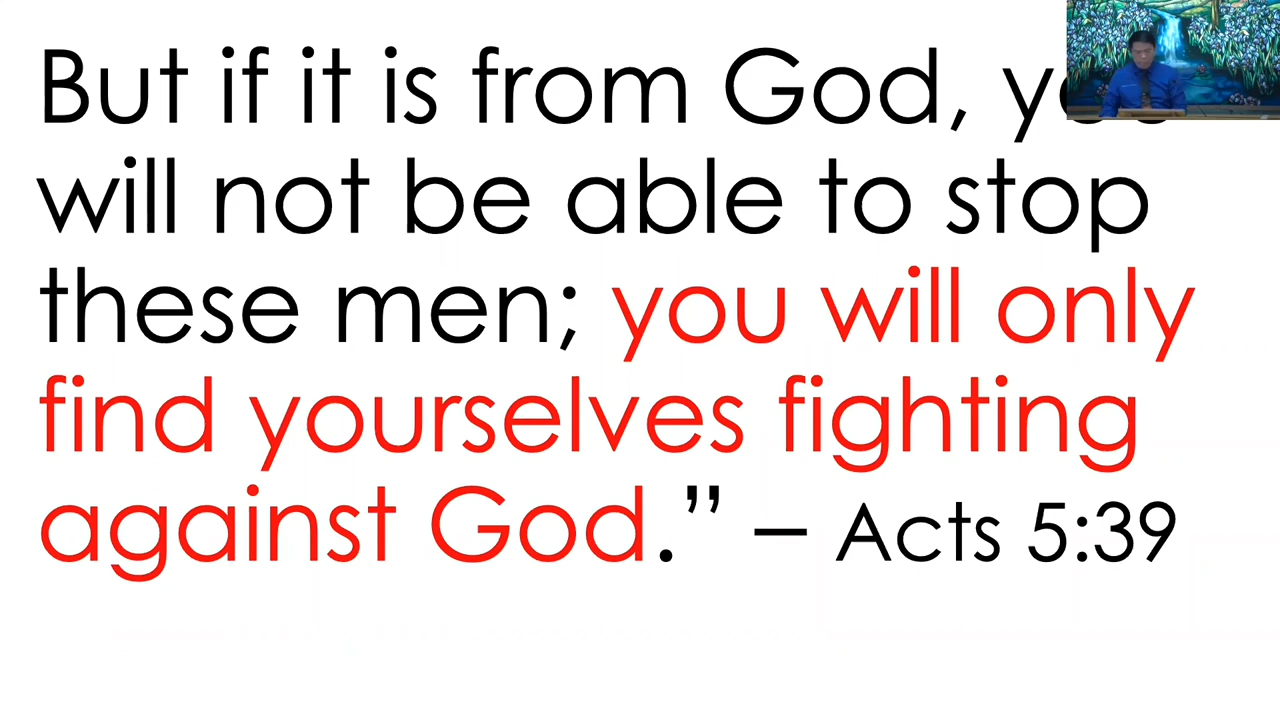 But if it is from God, you
will not be able to stop
these men; you will only
find yourselves fighting
against God.” – Acts 5:39